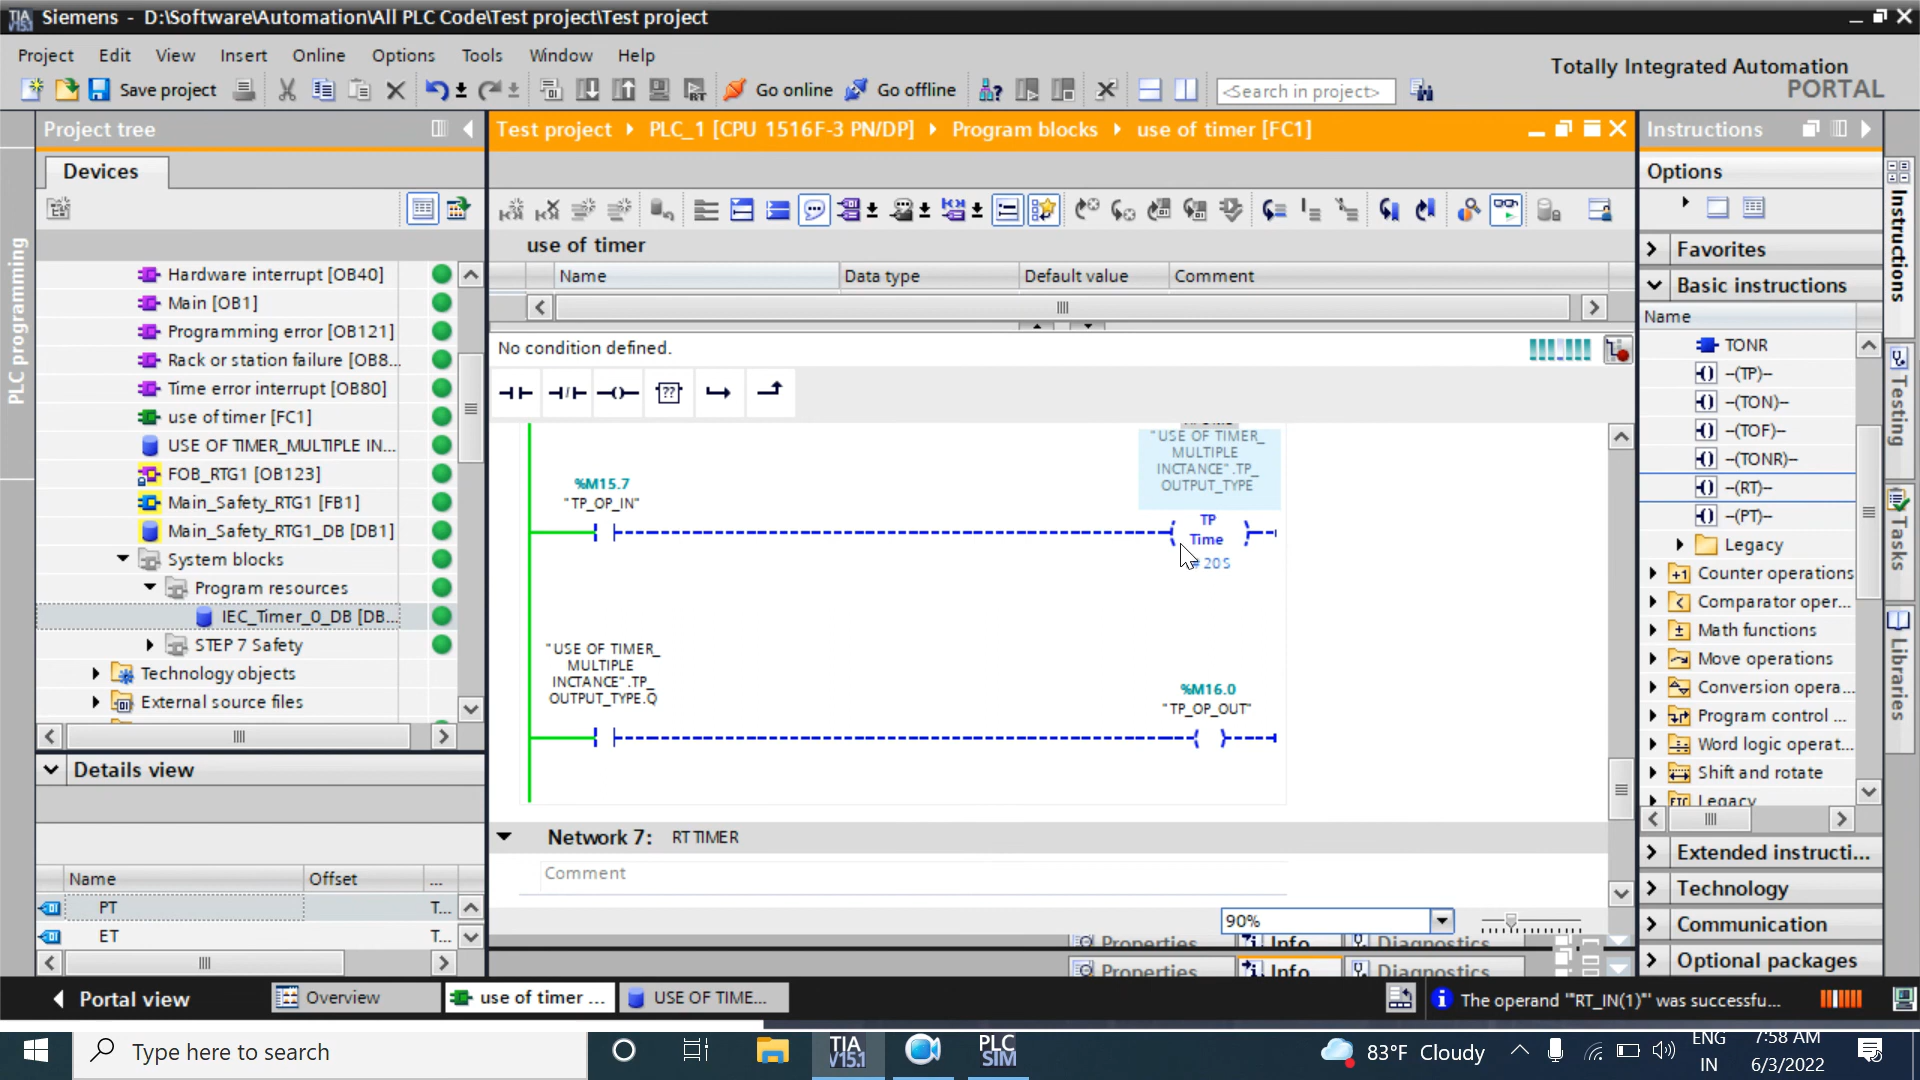 TIA
V15.1
Siemens - D:\Software\Automation\All PLC Code\Test project\Test project
Project Edit View Insert Online Options Tools Window Help
Totally Integrated Automation
PORTAL
Save project
Go online
Go offline
<Search in project>
Project tree
Test project ▸ PLC_1 [CPU 1516F-3 PN/DP] ▸ Program blocks ▸ use of timer [FC1]
Instructions
Devices
Options
PLC programming
Hardware interrupt [OB40]
Main [OB1]
Programming error [OB121]
Rack or station failure [OB8...
Time error interrupt [OB80]
use of timer [FC1]
USE OF TIMER_MULTIPLE IN...
FOB_RTG1 [OB123]
Main_Safety_RTG1 [FB1]
Main_Safety_RTG1_DB [DB1]
System blocks
Program resources
IEC_Timer_0_DB [DB...
STEP 7 Safety
Technology objects
External source files
Details view
Name Offset ...
PT T...
ET T...
use of timer
Name Data type Default value Comment
No condition defined.
??
"USE OF TIMER_
MULTIPLE
INCTANCE".TP_
OUTPUT_TYPE
%M15.7
"TP_OP_IN"
TP
Time
20S
"USE OF TIMER_
MULTIPLE
INCTANCE".TP_
OUTPUT_TYPE.Q
%M16.0
"TP_OP_OUT"
Network 7: RT TIMER
Comment
90%
Properties Info Diagnostics
Properties Info Diagnostics
Favorites
Basic instructions
Name
TONR
-(TP)-
-(TON)-
-(TOF)-
-(TONR)-
-(RT)-
-(PT)-
Legacy
Counter operations
Comparator oper...
Math functions
Move operations
Conversion opera...
Program control ...
Word logic operat...
Shift and rotate
Legacy
Extended instructi...
Technology
Communication
Optional packages
Instructions
Testing
Tasks
Libraries
Portal view
Overview
use of timer ...
USE OF TIME...
The operand '"RT_IN(1)"' was successfu...
Type here to search
TIA
V15.1
PLC
SIM
83°F Cloudy
ENG
IN
7:58 AM
6/3/2022